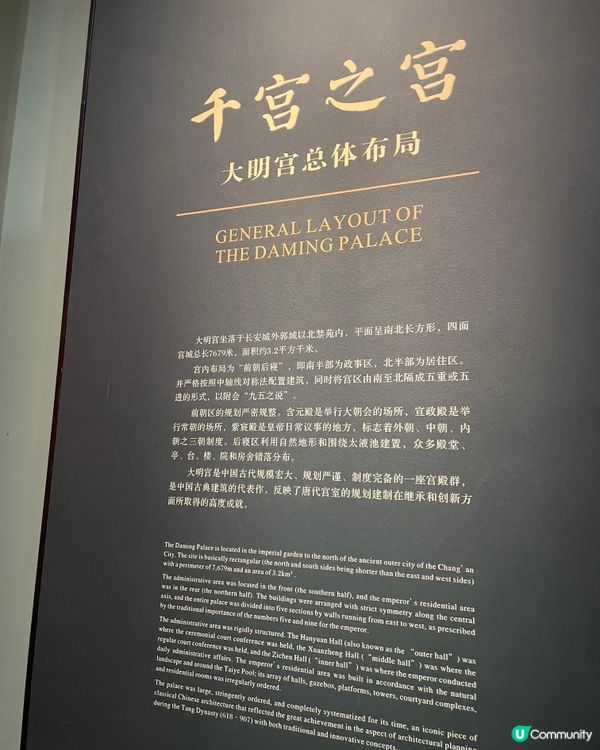 千宫之宫
大明宫总体布局
GENERAL LAYOUT OF
THE DAMING PALACE
大明宫坐落于长安城外郭城以北禁苑内，平面呈南北长方形，四面
宫城总长7679米，面积约3.2平方千米。
宫内布局为“前朝后寝”，即南半部为政事区，北半部为居住区。
并严格按照中轴线对称法配置建筑，同时将宫区由南至北隔成五重或五
进的形式，以附会“九五之说”。
前朝区的规划严密规整。含元殿是举行大朝会的场所，宣政殿是举
行常朝的场所，紫宸殿是皇帝日常议事的地方，标志着外朝、中朝、内
朝之三朝制度。后寝区利用自然地形和围绕太液池建置，众多殿堂、
亭、台、楼、院和房舍错落分布。
大明宫是中国古代规模宏大、规划严谨、制度完备的一座宫殿群，
是中国古典建筑的代表作，反映了唐代宫室的规划建制在继承和创新方
面所取得的高度成就。
The Daming Palace is located in the imperial garden to the north of the ancient outer city of the Chang’an
City. The site is basically rectangular (the north and south sides being shorter than the east and west sides)
with a perimeter of 7,679m and an area of 3.2km².
The administrative area was located in the front (the southern half), and the emperor’s residential area
was in the rear (the northern half). The buildings were arranged with strict symmetry along the central
axis, and the entire palace was divided into five sections by walls running from east to west, as prescribed
by the traditional importance of the numbers five and nine for the emperor.
The administrative area was rigidly structured. The Hanyuan Hall (also known as the “outer hall”) was
where the ceremonial court conference was held, the Xuanzheng Hall (“middle hall”) was where the
regular court conference was held, and the Zichen Hall (“inner hall”) was where the emperor conducted
daily administrative affairs. The emperor’s residential area was built in accordance with the natural
landscape and around the Taiye Pool; its array of halls, gazebos, platforms, towers, courtyard complexes,
and residential rooms was irregularly ordered.
The palace was large, stringently ordered, and completely systematized for its time, an iconic piece of
classical Chinese architecture that reflected the great achievement in the aspect of architectural planning
during the Tang Dynasty (618 - 907) with both traditional and innovative concepts.
U Community